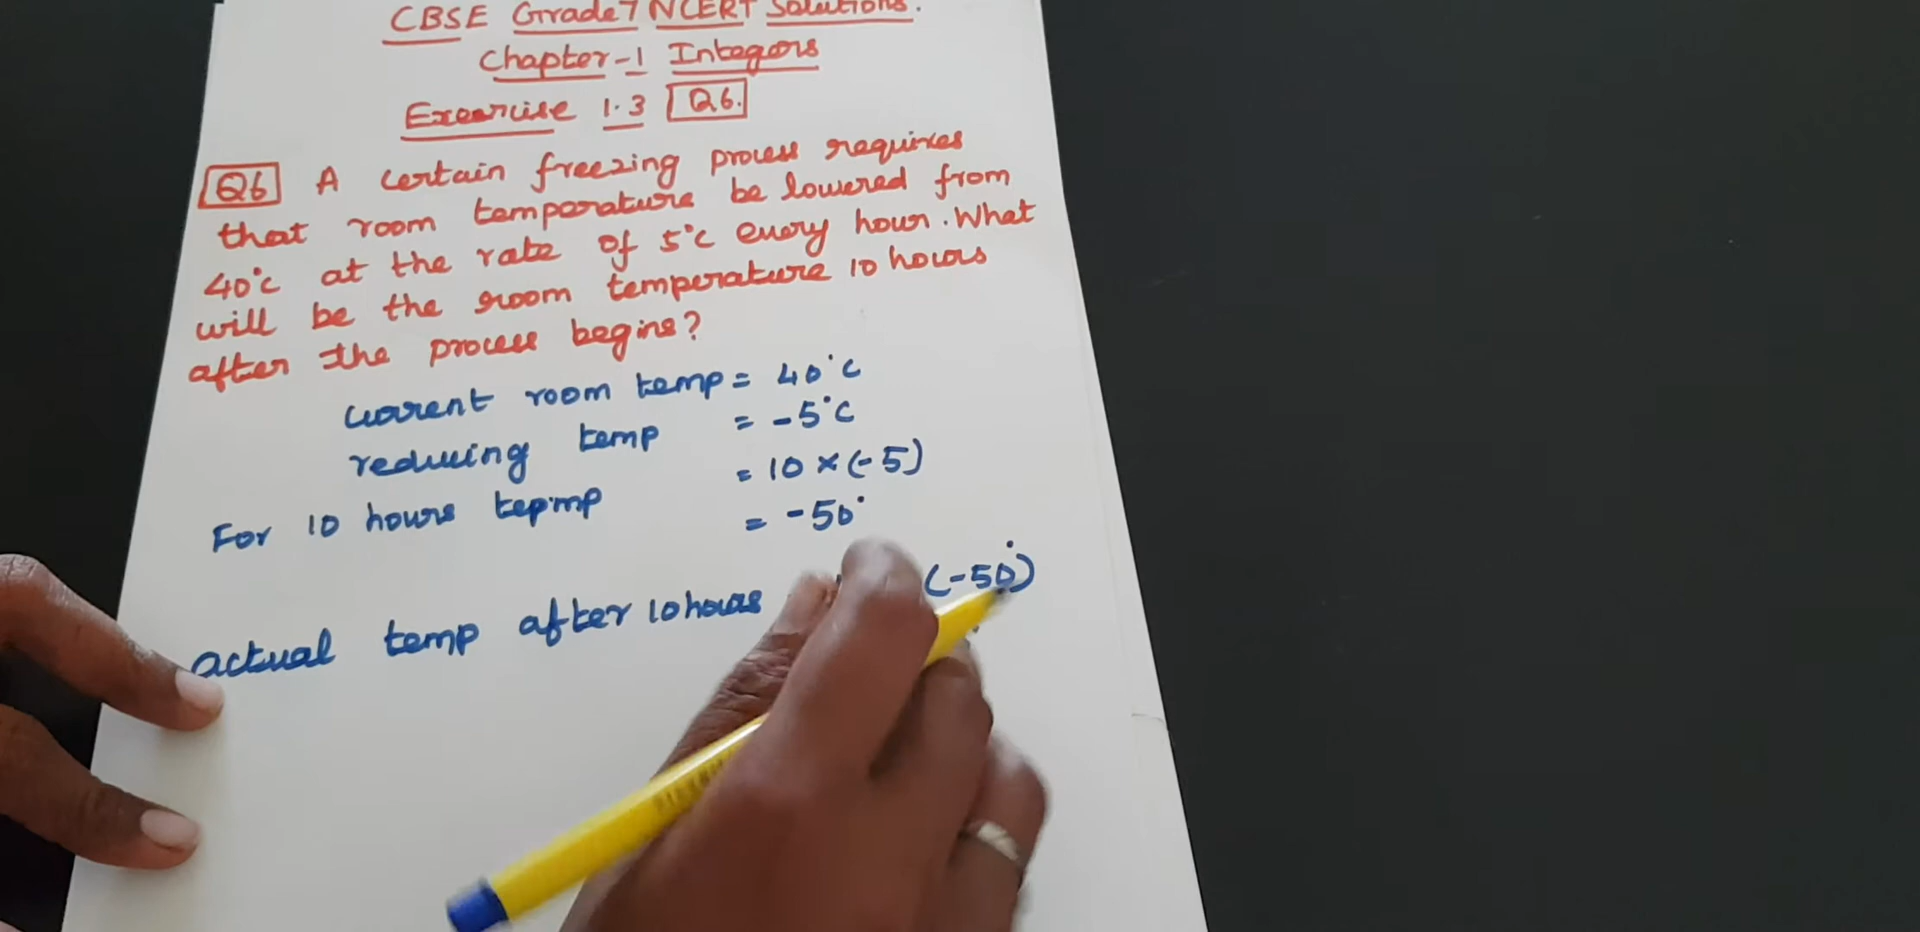 CBSE Grade 7 NCERT Solutions.
Chapter-1 Integers
Exercise 1.3 Q6.
Q6 A certain freezing process requires
that room temperature be lowered from
40°c at the rate of 5°c every hour. What
will be the room temperature 10 hours
after the process begins?
current room temp = 40°c
reducing temp = -5°c
For 10 hours tepmp = 10 × (-5)
= -50°
actual temp after 10 hours (-50°)